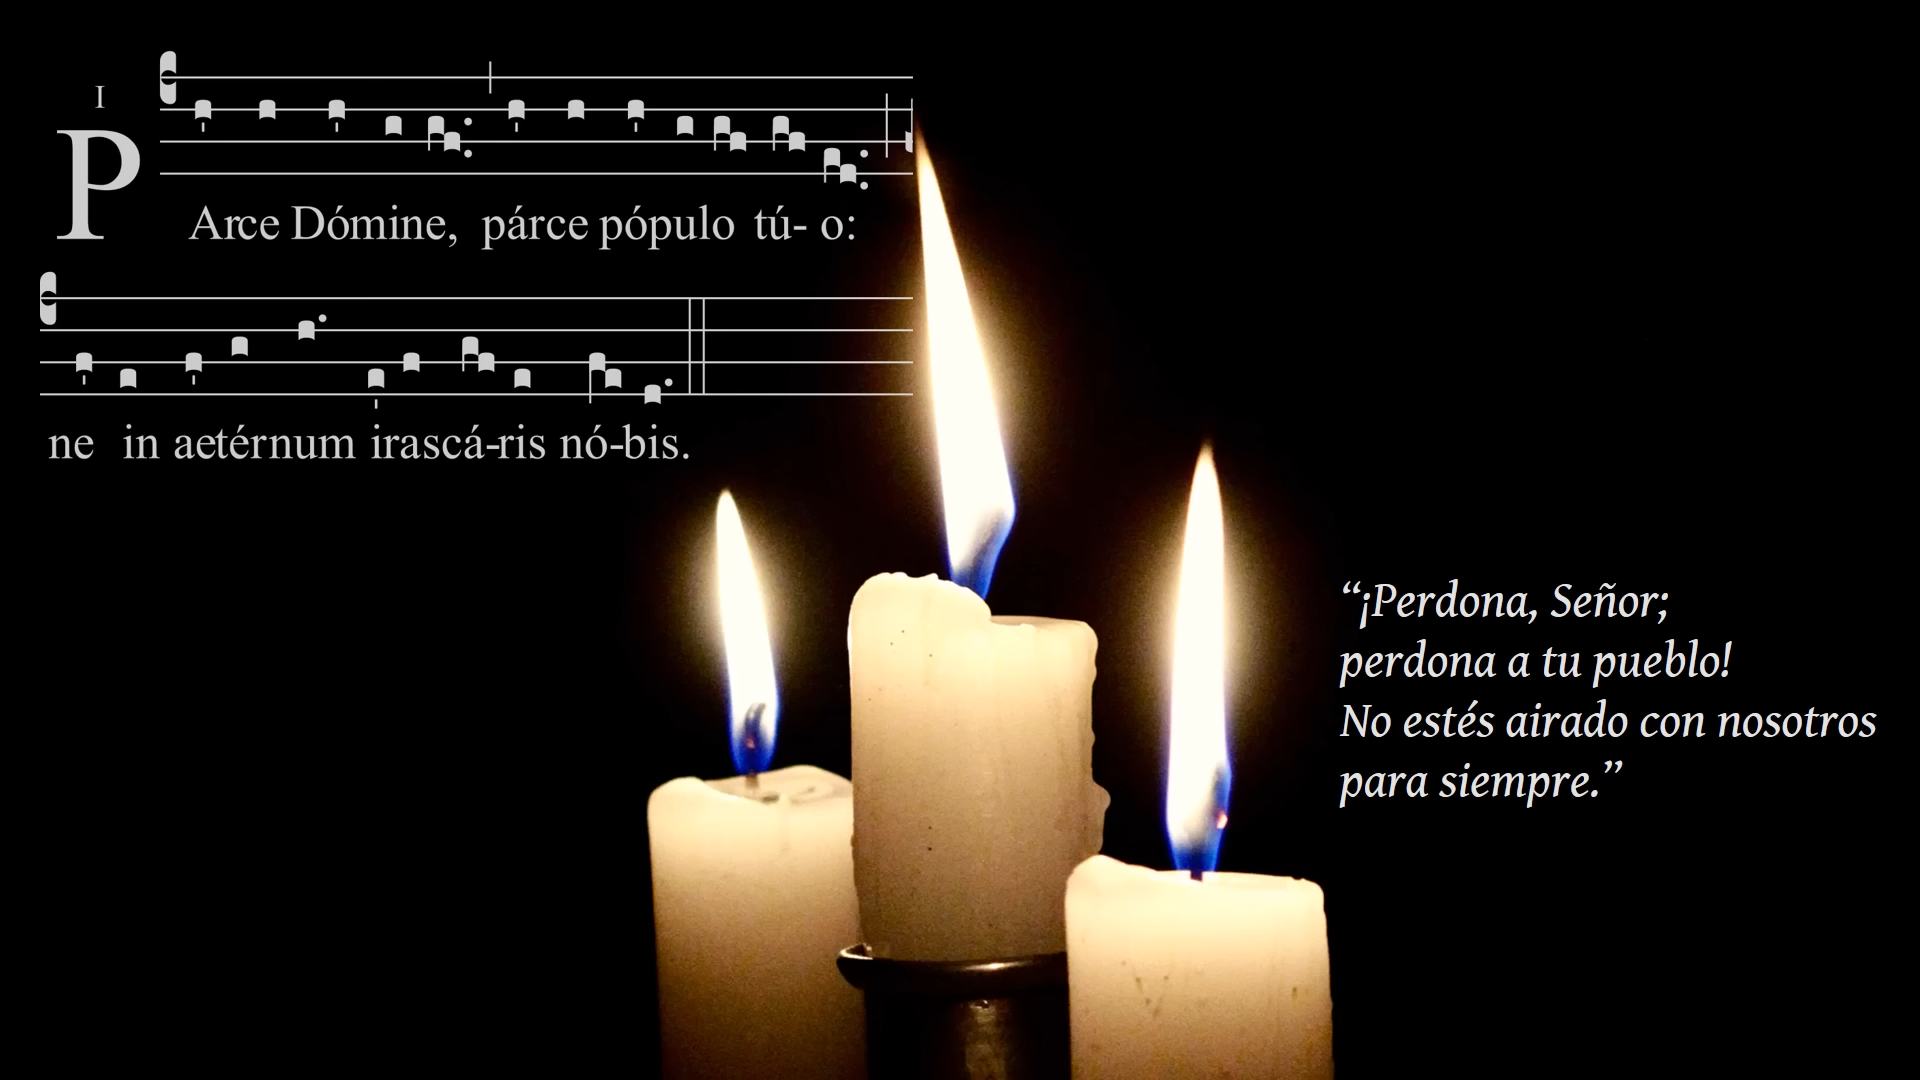 I
PArce Dómine, párce pópulo tú- o:
ne in aetérnum irascá-ris nó-bis.
“¡Perdona, Señor;
perdona a tu pueblo!
No estés airado con nosotros
para siempre.”